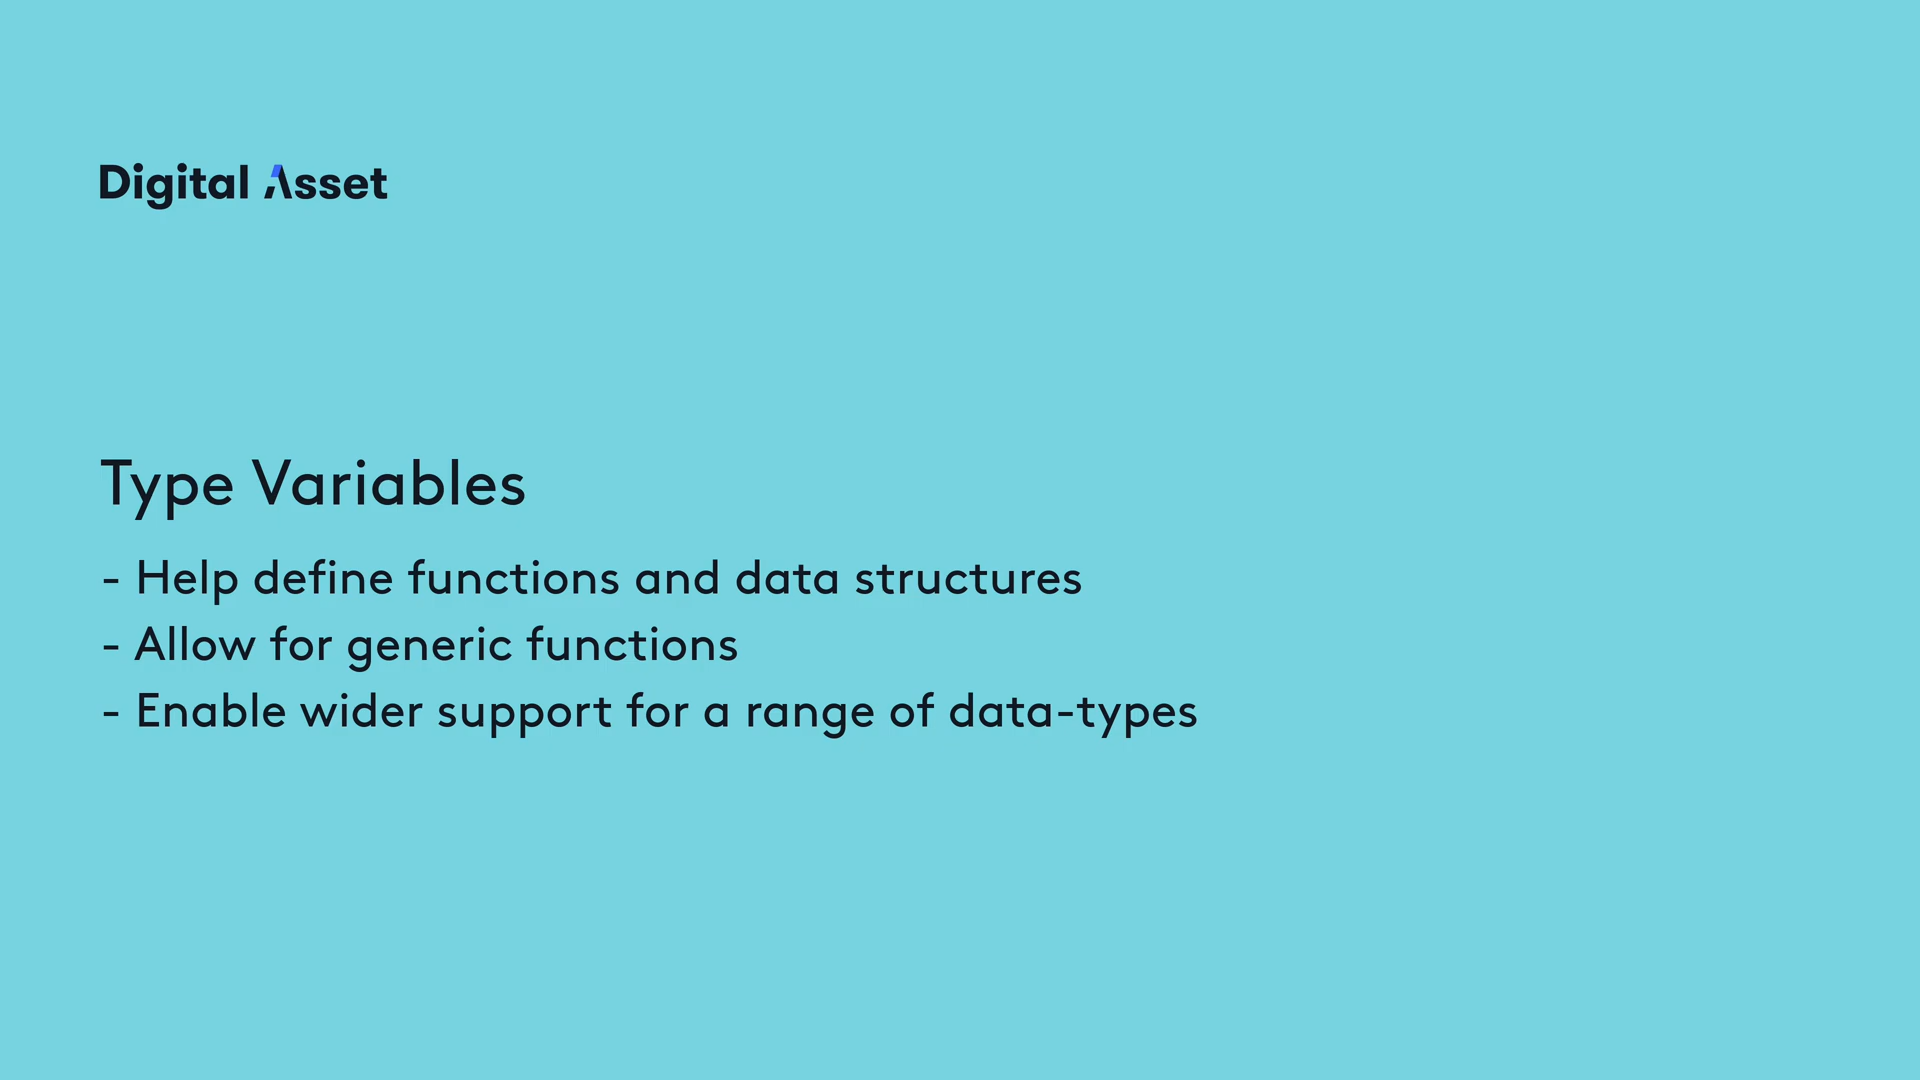 Digital Asset
Type Variables
- Help define functions and data structures
- Allow for generic functions
- Enable wider support for a range of data-types